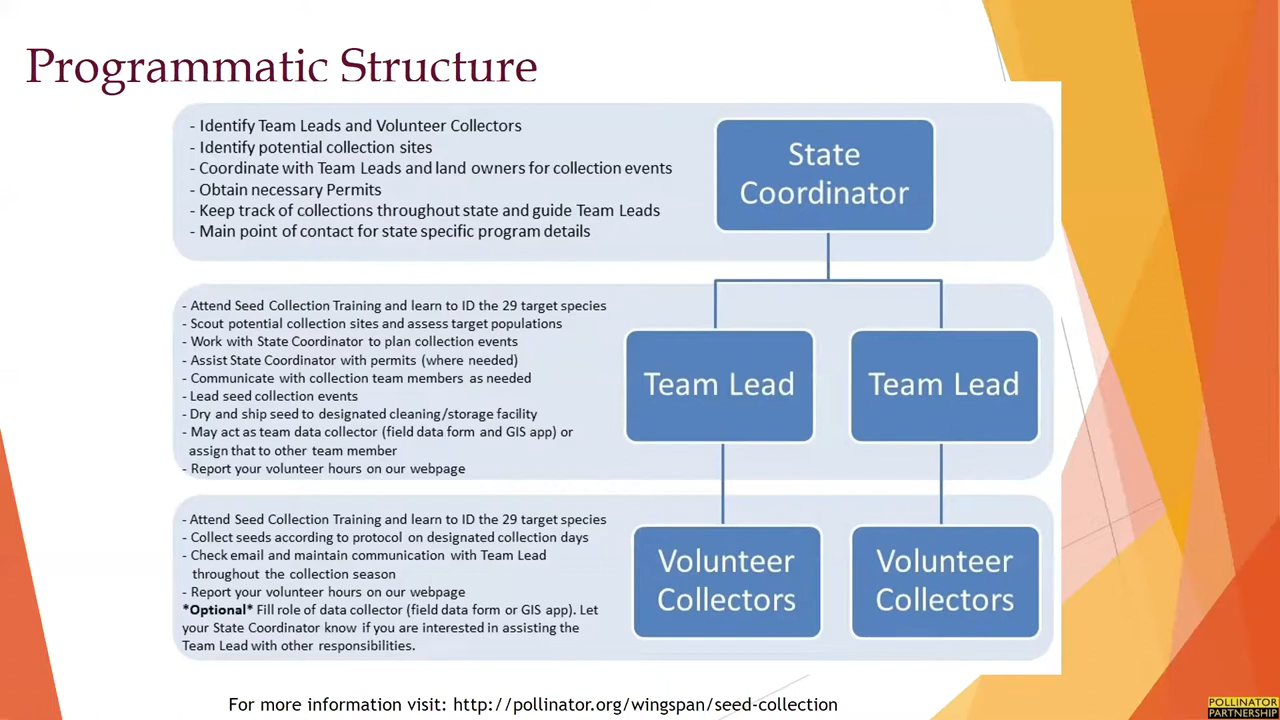 Programmatic Structure
- Identify Team Leads and Volunteer Collectors
- Identify potential collection sites
- Coordinate with Team Leads and land owners for collection events
- Obtain necessary Permits
- Keep track of collections throughout state and guide Team Leads
- Main point of contact for state specific program details
State
Coordinator
- Attend Seed Collection Training and learn to ID the 29 target species
- Scout potential collection sites and assess target populations
- Work with State Coordinator to plan collection events
- Assist State Coordinator with permits (where needed)
- Communicate with collection team members as needed
- Lead seed collection events
- Dry and ship seed to designated cleaning/storage facility
- May act as team data collector (field data form and GIS app) or
assign that to other team member
- Report your volunteer hours on our webpage
Team Lead
Team Lead
- Attend Seed Collection Training and learn to ID the 29 target species
- Collect seeds according to protocol on designated collection days
- Check email and maintain communication with Team Lead
throughout the collection season
- Report your volunteer hours on our webpage
*Optional* Fill role of data collector (field data form or GIS app). Let
your State Coordinator know if you are interested in assisting the
Team Lead with other responsibilities.
Volunteer
Collectors
Volunteer
Collectors
For more information visit: http://pollinator.org/wingspan/seed-collection
POLLINATOR
PARTNERSHIP